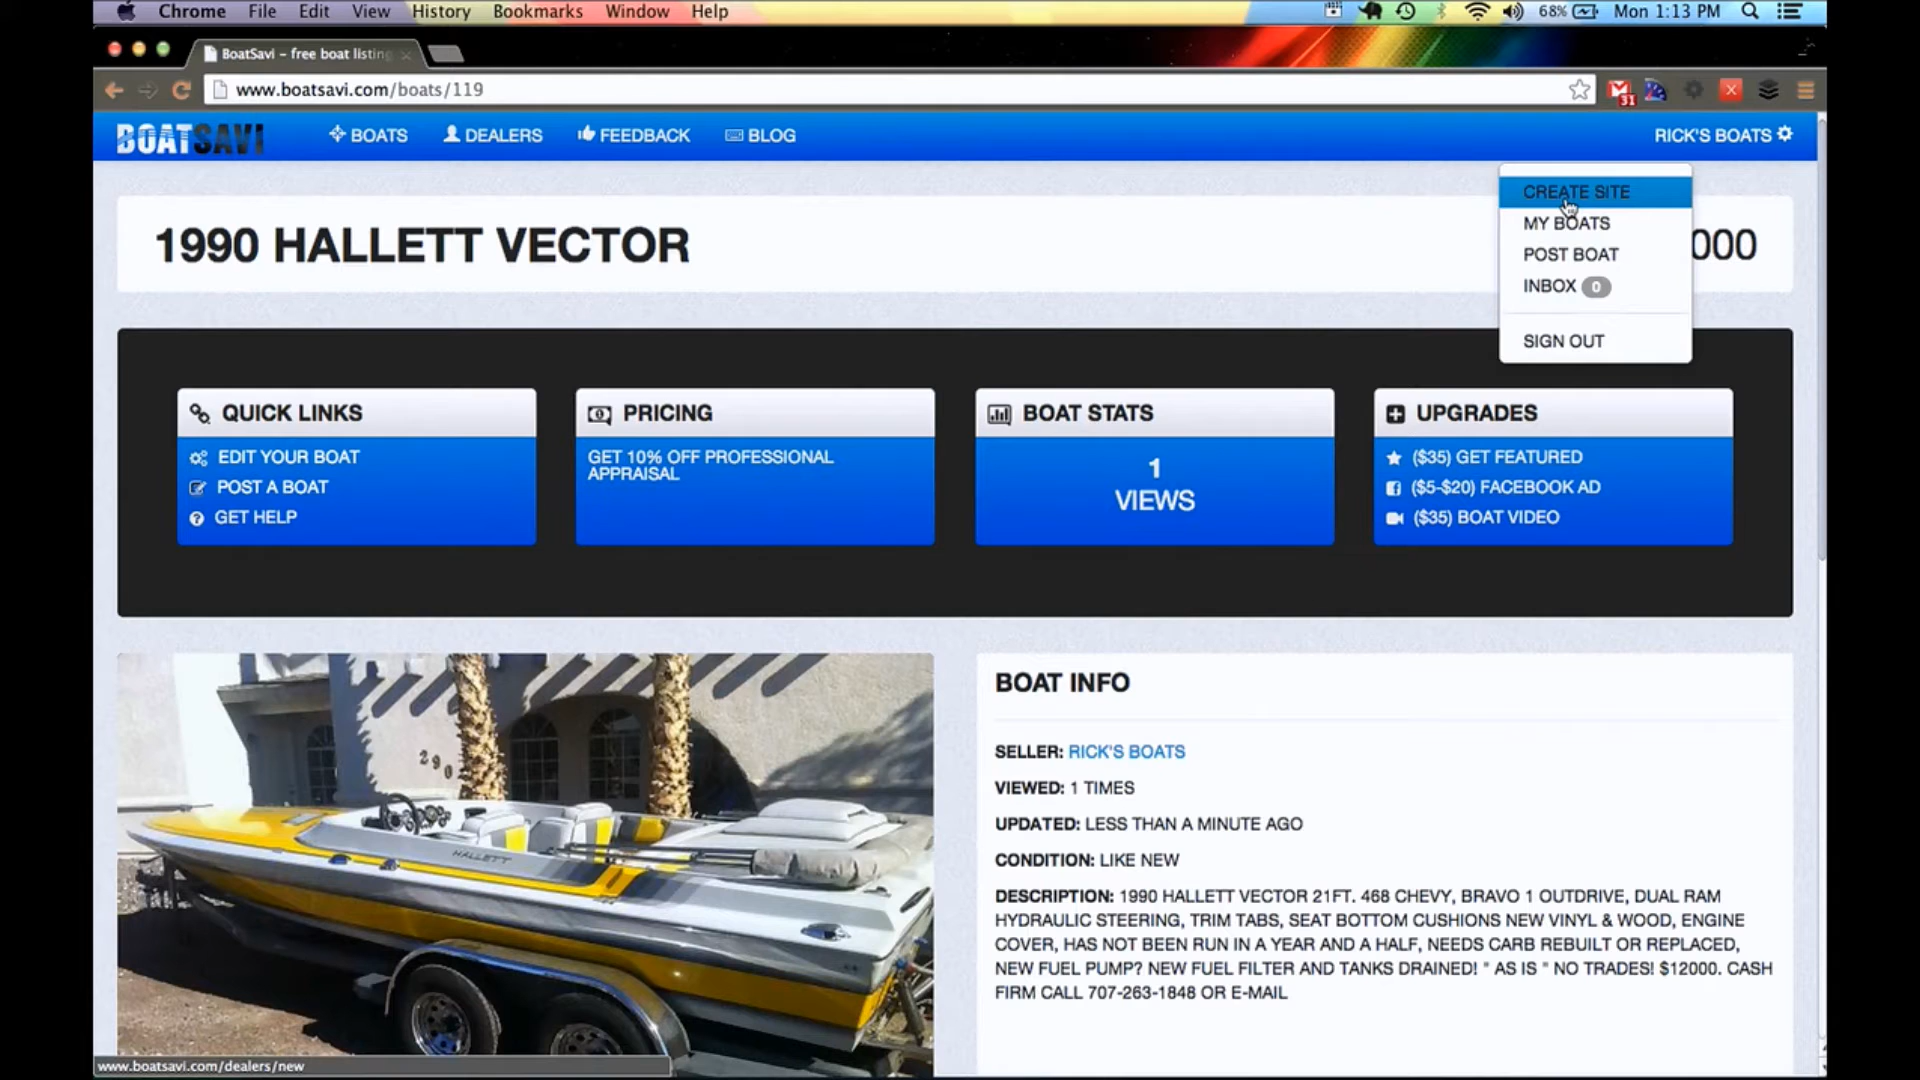 Chrome File Edit View History Bookmarks Window Help 68% Mon 1:13 PM
BoatSavi - free boat listing
www.boatsavi.com/boats/119 31
BOATSAVI BOATS DEALERS FEEDBACK BLOG RICK'S BOATS
CREATE SITE
MY BOATS
POST BOAT
INBOX 0
SIGN OUT
1990 HALLETT VECTOR 000
QUICK LINKS
EDIT YOUR BOAT
POST A BOAT
GET HELP
PRICING
GET 10% OFF PROFESSIONAL
APPRAISAL
BOAT STATS
1
VIEWS
UPGRADES
($35) GET FEATURED
($5-$20) FACEBOOK AD
($35) BOAT VIDEO
290
HALLETT
BOAT INFO
SELLER: RICK'S BOATS
VIEWED: 1 TIMES
UPDATED: LESS THAN A MINUTE AGO
CONDITION: LIKE NEW
DESCRIPTION: 1990 HALLETT VECTOR 21FT. 468 CHEVY, BRAVO 1 OUTDRIVE, DUAL RAM
HYDRAULIC STEERING, TRIM TABS, SEAT BOTTOM CUSHIONS NEW VINYL & WOOD, ENGINE
COVER, HAS NOT BEEN RUN IN A YEAR AND A HALF, NEEDS CARB REBUILT OR REPLACED,
NEW FUEL PUMP? NEW FUEL FILTER AND TANKS DRAINED! " AS IS " NO TRADES! $12000. CASH
FIRM CALL 707-263-1848 OR E-MAIL
www.boatsavi.com/dealers/new